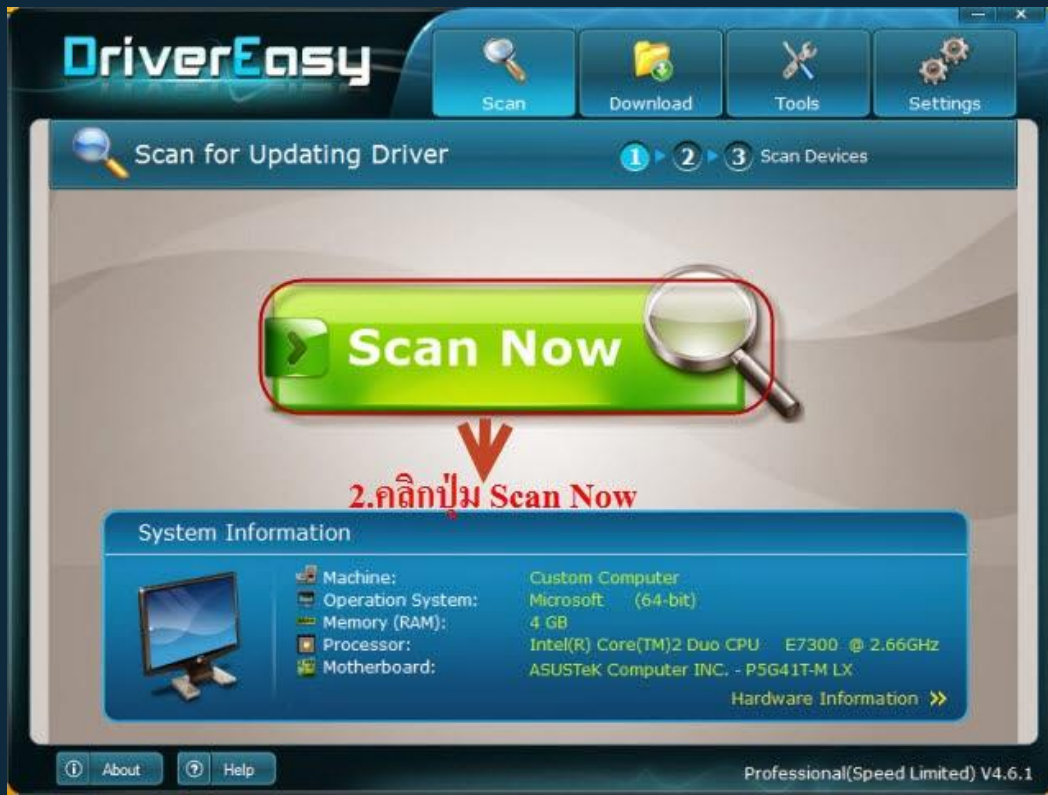 DriverEasy
Scan
Download
Tools
Settings
Scan for Updating Driver
1 2 3 Scan Devices
Scan Now
2.คลิกปุ่ม Scan Now
System Information
Machine: Custom Computer
Operation System: Microsoft (64-bit)
Memory (RAM): 4 GB
Processor: Intel(R) Core(TM)2 Duo CPU E7300 @ 2.66GHz
Motherboard: ASUSTeK Computer INC. - P5G41T-M LX
Hardware Information
About
Help
Professional(Speed Limited) V4.6.1